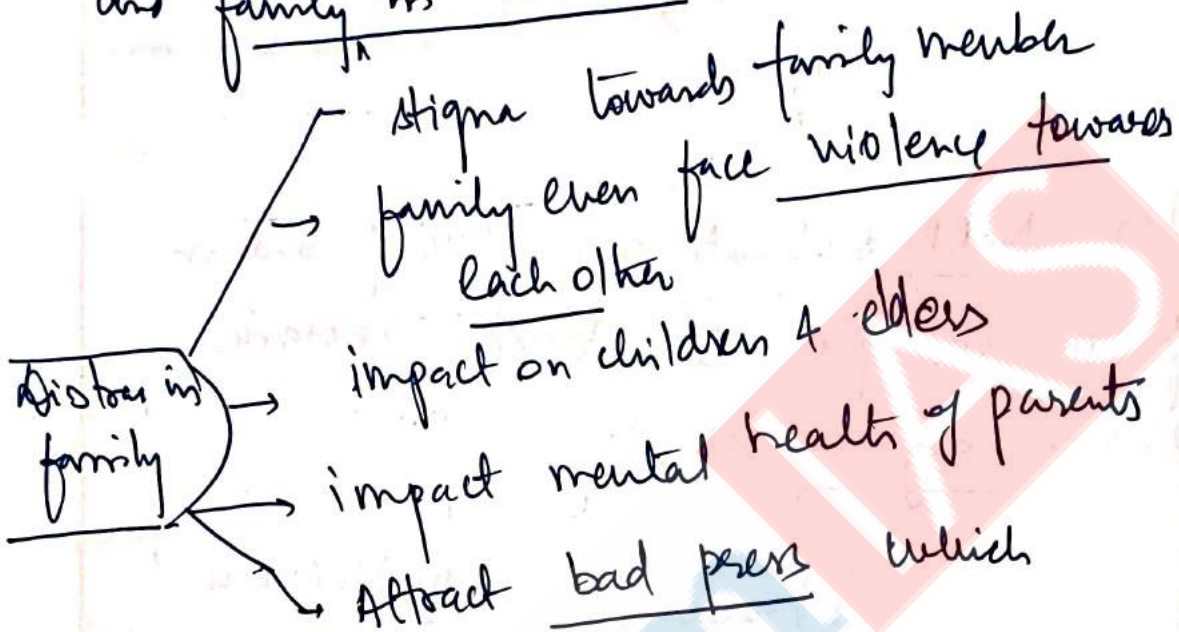 and family is
stigma towards family member
family even face violence towards
each other
impact on children & elders
Distress in
family
impact mental health of parents
Attract bad press which
IAS